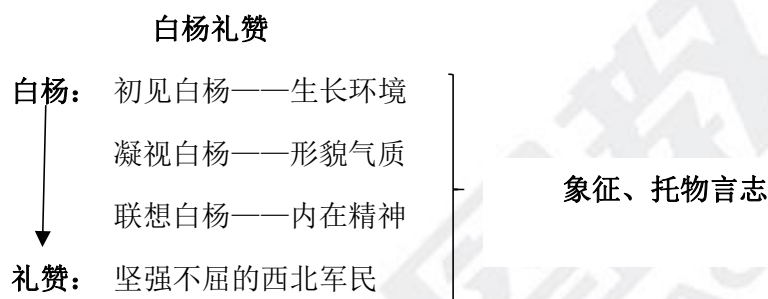 白杨礼赞
白杨： 初见白杨——生长环境
凝视白杨——形貌气质
联想白杨——内在精神
象征、托物言志
礼赞： 坚强不屈的西北军民